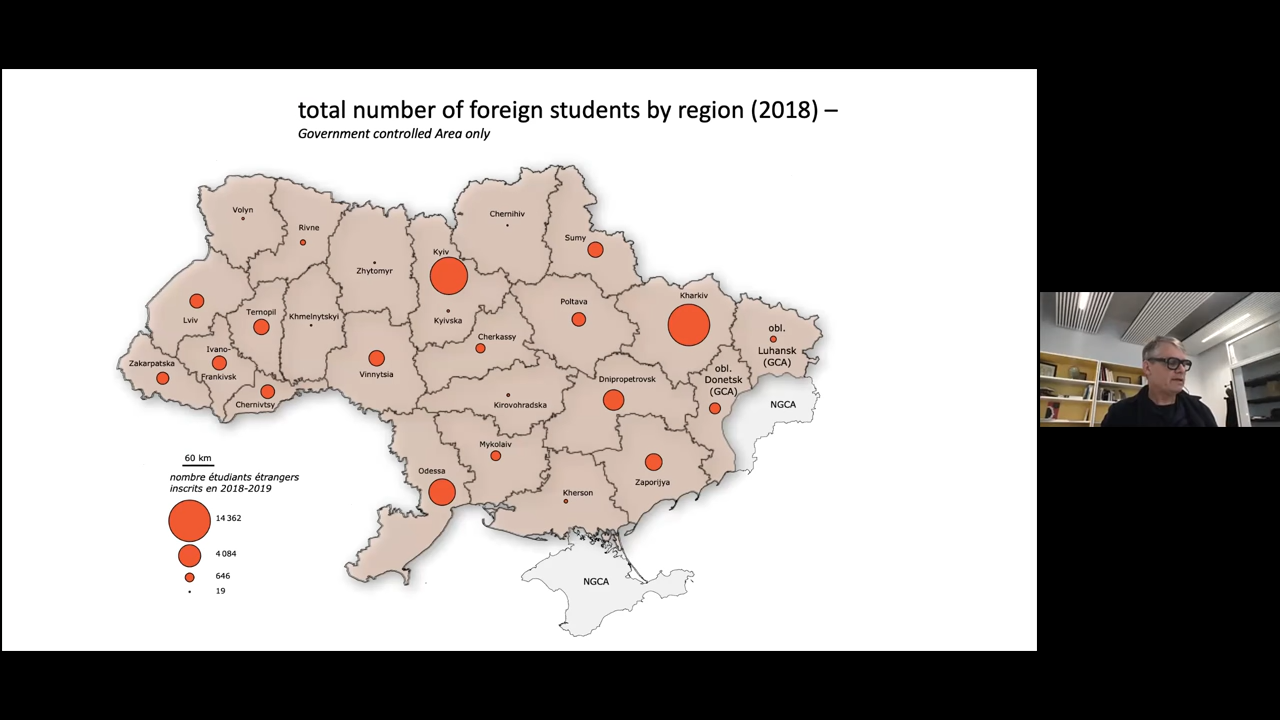 total number of foreign students by region (2018) –
Government controlled Area only
Volyn
Rivne
Chernihiv
Sumy
Kyiv
Zhytomyr
Kharkiv
Poltava
Ternopil
Khmelnytskyi
Lviv
Kyivska
obl.
Luhansk
(GCA)
Cherkassy
Ivano-
Frankivsk
Zakarpatska
Vinnytsia
obl.
Donetsk
(GCA)
Dnipropetrovsk
Chernivtsy
Kirovohradska
NGCA
Mykolaiv
Odessa
Zaporijya
Kherson
60 km
nombre étudiants étrangers
inscrits en 2018-2019
14 362
4 084
646
19
NGCA